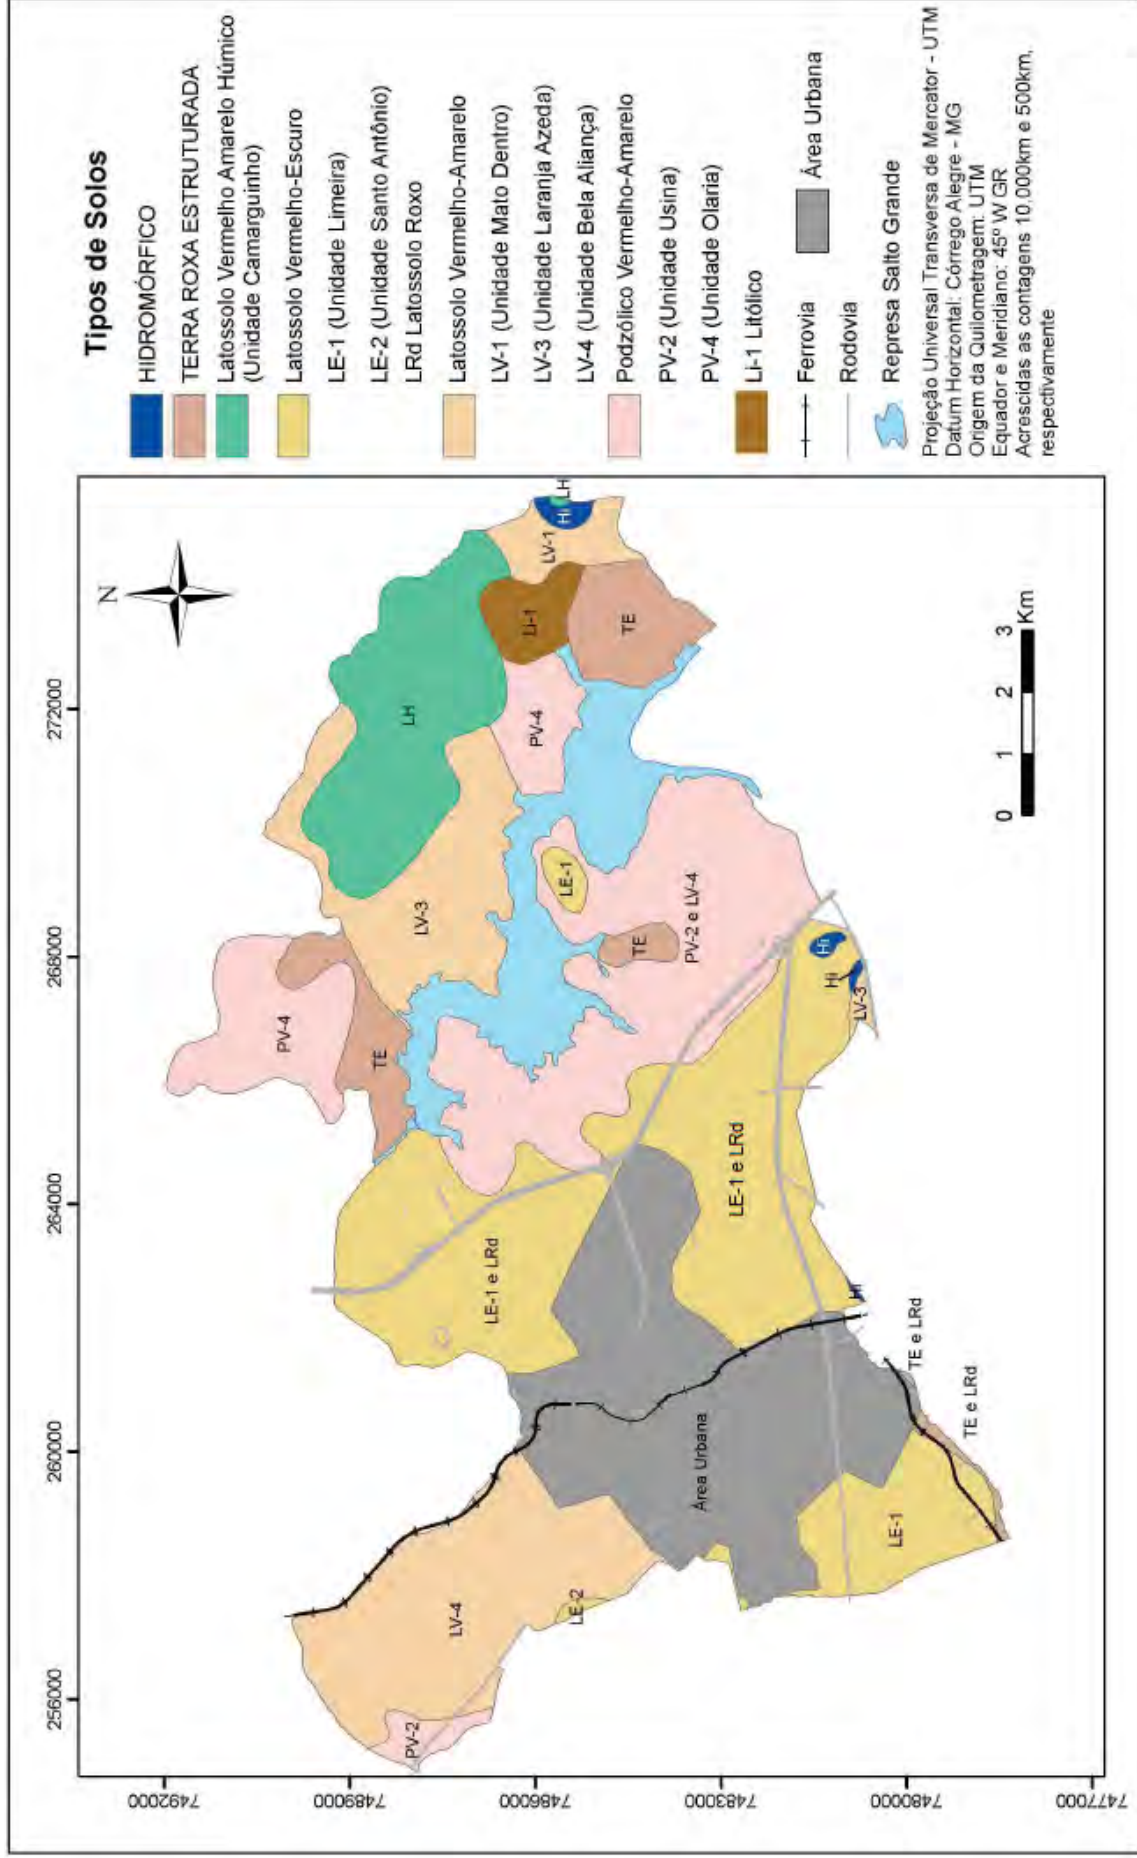 Tipos de Solos
HIDROMÓRFICO
TERRA ROXA ESTRUTURADA
Latossolo Vermelho Amarelo Húmico
(Unidade Camarguinho)
Latossolo Vermelho-Escuro
LE-1 (Unidade Limeira)
LE-2 (Unidade Santo Antônio)
LRd Latossolo Roxo
Latossolo Vermelho-Amarelo
LV-1 (Unidade Mato Dentro)
LV-3 (Unidade Laranja Azeda)
LV-4 (Unidade Bela Aliança)
Podzólico Vermelho-Amarelo
PV-2 (Unidade Usina)
PV-4 (Unidade Olaria)
Li-1 Litólico
Ferrovia
Área Urbana
Rodovia
Represa Salto Grande
Projeção Universal Transversa de Mercator - UTM
Datum Horizontal: Córrego Alegre - MG
Origem da Quilometragem: UTM
Equador e Meridiano: 45º W GR
Acrescidas as contagens 10,000km e 500km,
respectivamente
256000
260000
264000
268000
272000
7492000
7489000
7486000
7483000
7480000
7477000
N
PV-4
TE
LH
LV-3
LE-1 e LRd
LV-4
PV-2
LE-2
PV-4
Li-1
LV-1
Hi
LH
TE
LE-1
TE
PV-2 e LV-4
LE-1 e LRd
Área Urbana
Hi
Hi
LV-3
Hi
TE e LRd
TE e LRd
LE-1
0 1 2 3
Km